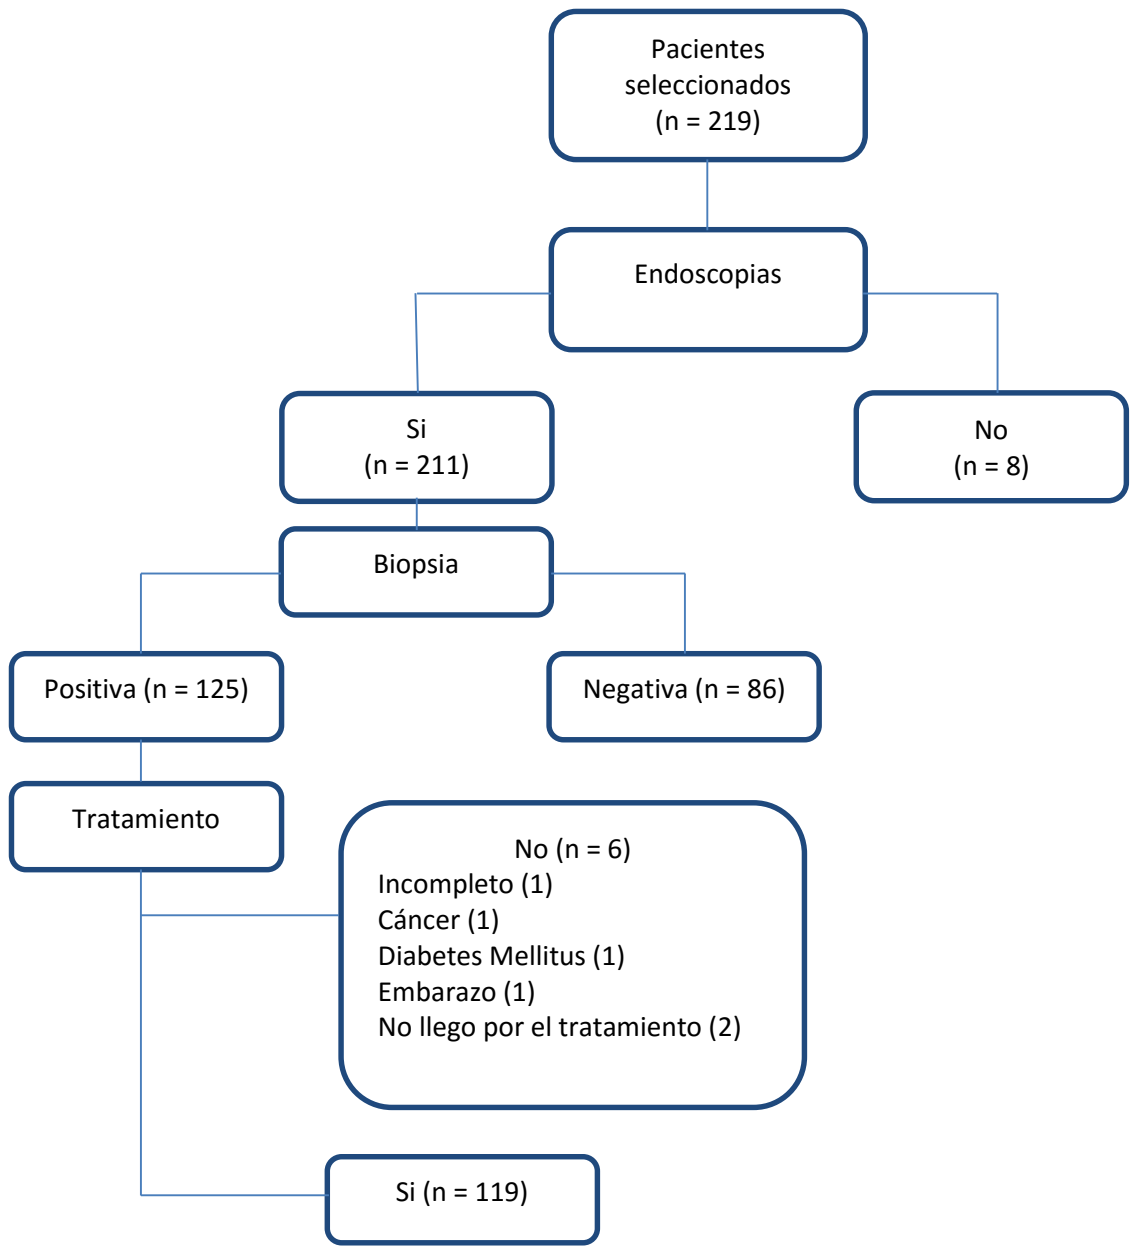 Pacientes
seleccionados
(n = 219)
Endoscopias
Si
(n = 211)
No
(n = 8)
Biopsia
Positiva (n = 125)
Negativa (n = 86)
Tratamiento
No (n = 6)
Incompleto (1)
Cáncer (1)
Diabetes Mellitus (1)
Embarazo (1)
No llego por el tratamiento (2)
Si (n = 119)